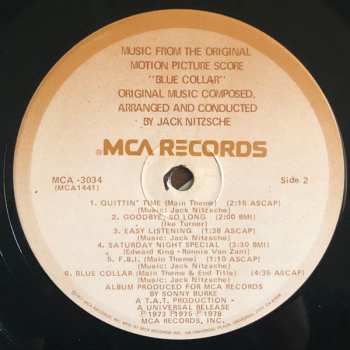 MUSIC FROM THE ORIGINAL
MOTION PICTURE SCORE
"BLUE COLLAR"
ORIGINAL MUSIC COMPOSED,
ARRANGED AND CONDUCTED
BY JACK NITZSCHE
MCA RECORDS
MCA -3034
(MCA1441)
Side 2
1. QUITTIN' TIME (Main Theme) (2:15 ASCAP)
(Music: Jack Nitzsche)
2. GOODBYE, SO LONG (2:00 BMI)
(Ike Turner)
3. EASY LISTENING (1:38 ASCAP)
(Music: Jack Nitzsche)
4. SATURDAY NIGHT SPECIAL (3:30 BMI)
(Edward King - Ronnie Van Zant)
5. F.B.I. (Main Theme) (1:10 ASCAP)
(Music: Jack Nitzsche)
6. BLUE COLLAR (Main Theme & End Title) (4:35 ASCAP)
ALBUM PRODUCED FOR MCA RECORDS
BY SONNY BURKE
A T.A.T. PRODUCTION -
A UNIVERSAL RELEASE
℗ 1973 ℗ 1975 ℗ 1978
MCA RECORDS, INC.